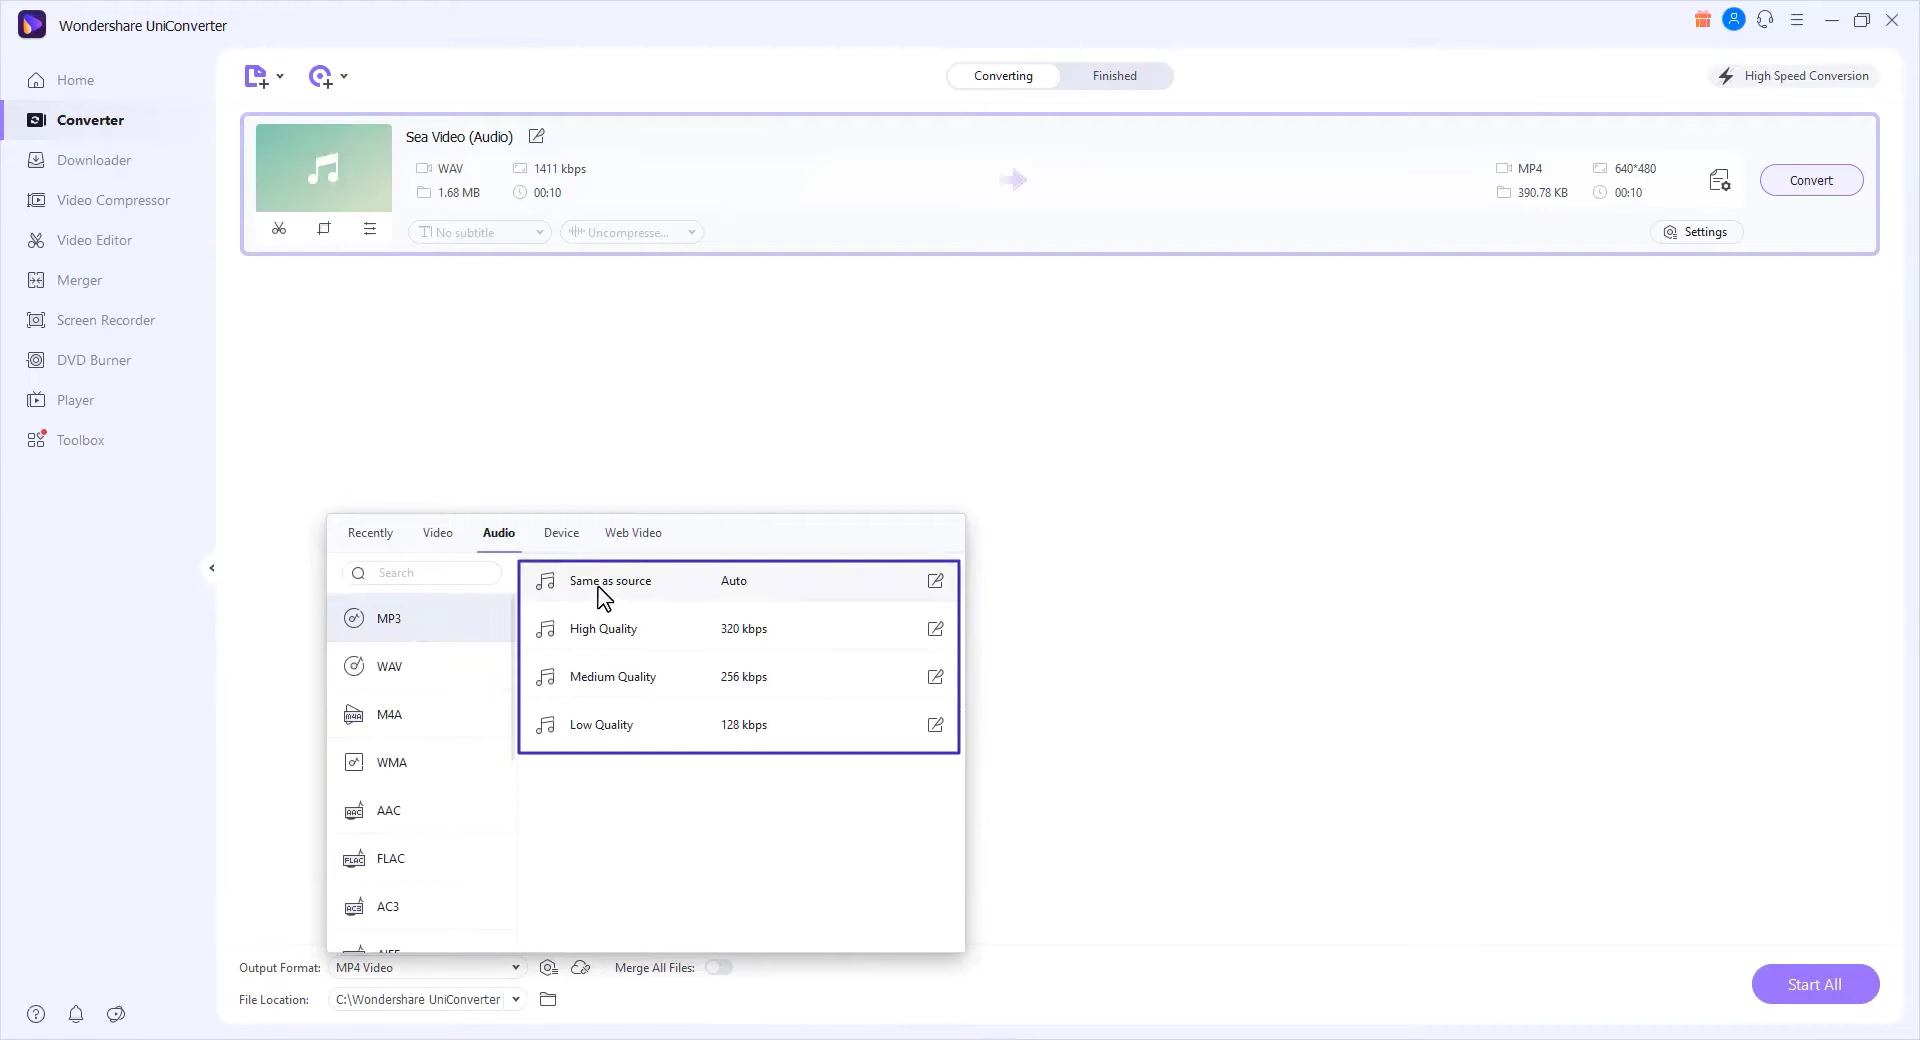 Wondershare UniConverter
Home
Converter
Downloader
Video Compressor
Video Editor
Merger
Screen Recorder
DVD Burner
Player
Toolbox
Converting
Finished
High Speed Conversion
Sea Video (Audio)
WAV
1411 kbps
1.68 MB
00:10
MP4
640*480
390.78 KB
00:10
Convert
No subtitle
Uncompresse...
Settings
Recently
Video
Audio
Device
Web Video
Search
MP3
WAV
M4A
WMA
AAC
FLAC
AC3
Same as source
Auto
High Quality
320 kbps
Medium Quality
256 kbps
Low Quality
128 kbps
Output Format:
MP4 Video
Merge All Files:
File Location:
C:\Wondershare UniConverter
Start All